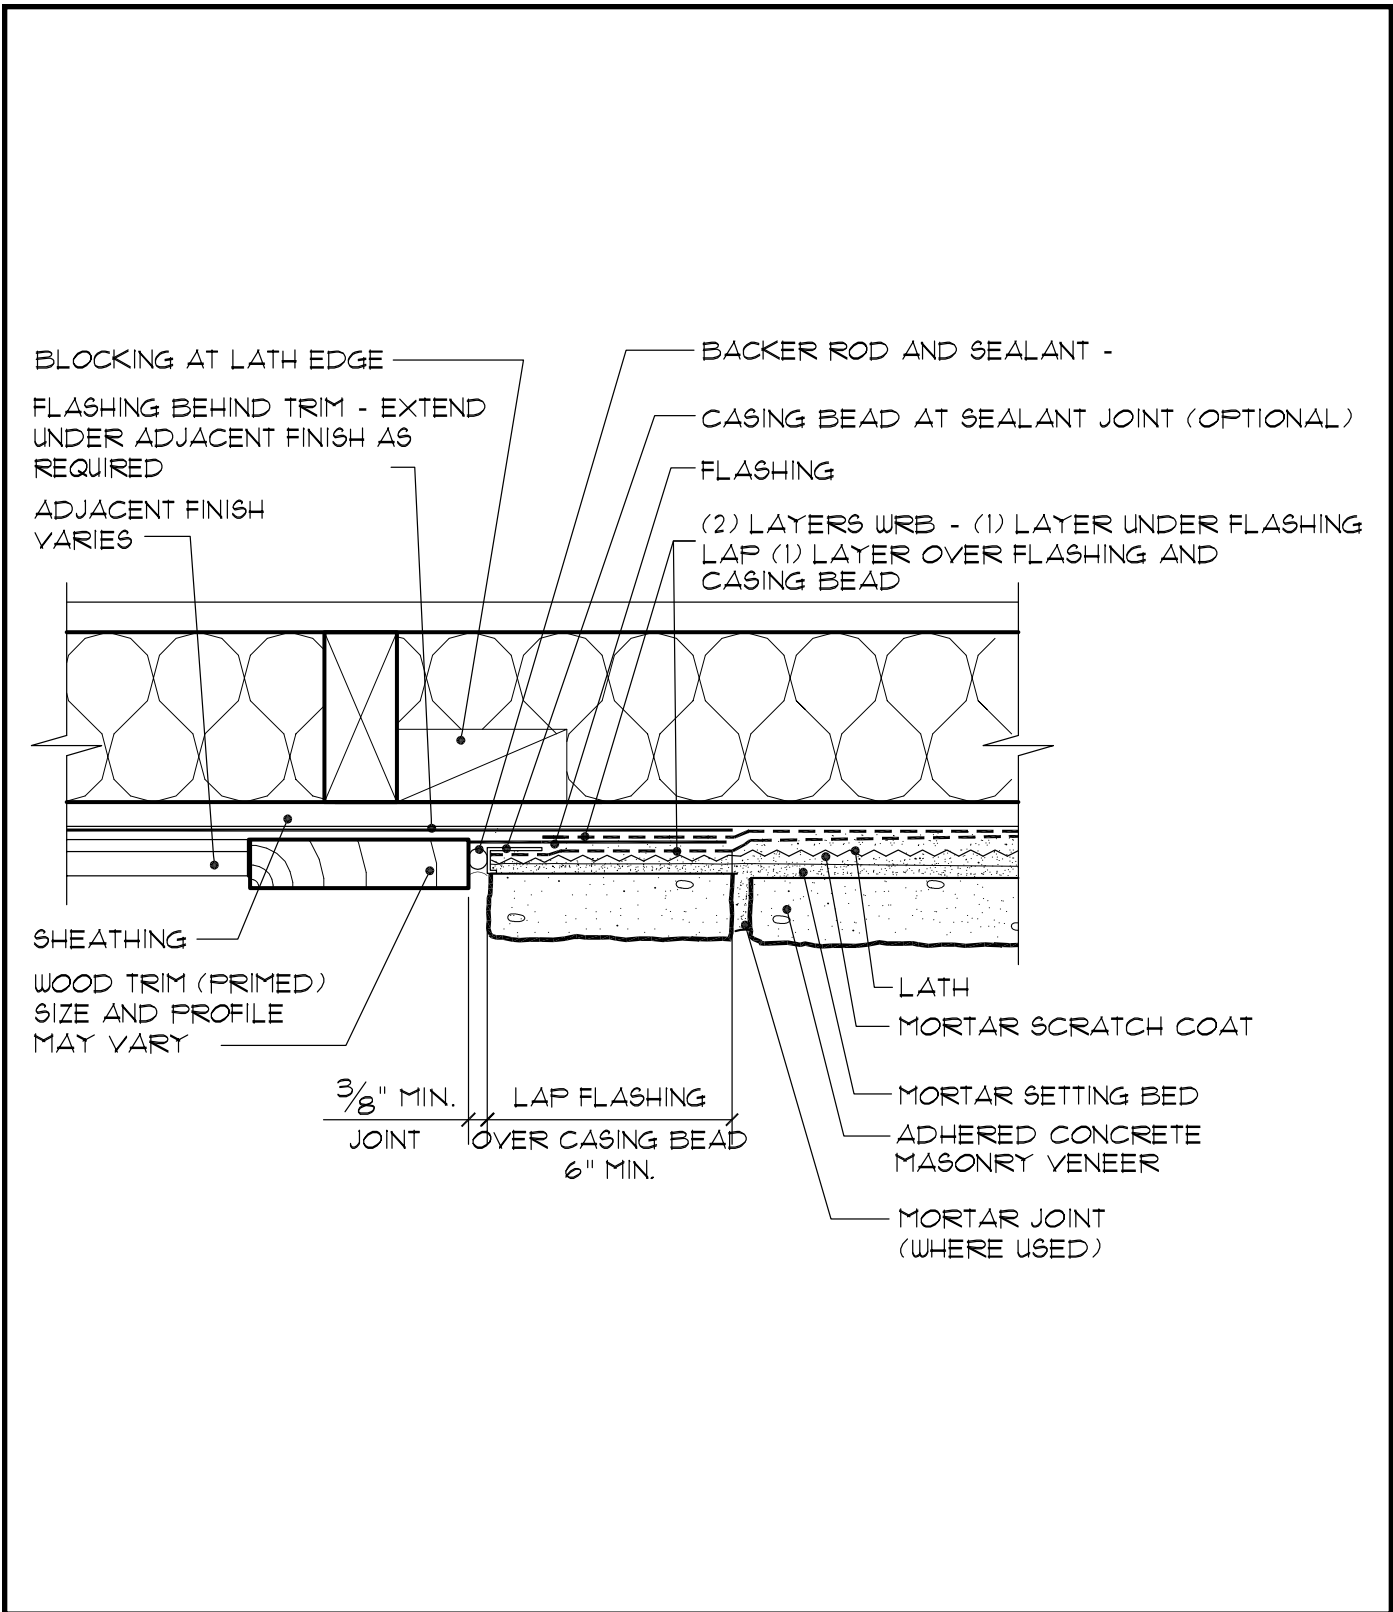 BLOCKING AT LATH EDGE
FLASHING BEHIND TRIM - EXTEND
UNDER ADJACENT FINISH AS
REQUIRED
ADJACENT FINISH
VARIES
BACKER ROD AND SEALANT -
CASING BEAD AT SEALANT JOINT (OPTIONAL)
FLASHING
(2) LAYERS WRB - (1) LAYER UNDER FLASHING
LAP (1) LAYER OVER FLASHING AND
CASING BEAD
SHEATHING
WOOD TRIM (PRIMED)
SIZE AND PROFILE
MAY VARY
3/8" MIN.
JOINT
LAP FLASHING
OVER CASING BEAD
6" MIN.
LATH
MORTAR SCRATCH COAT
MORTAR SETTING BED
ADHERED CONCRETE
MASONRY VENEER
MORTAR JOINT
(WHERE USED)